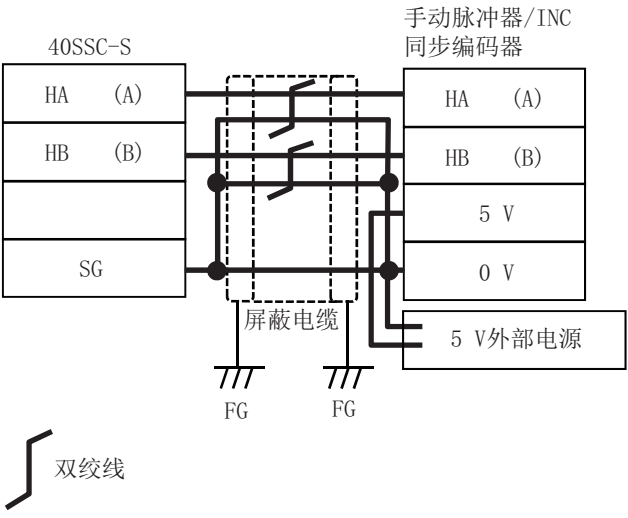 手动脉冲器/INC
同步编码器
40SSC-S
HA (A)
HA (A)
HB (B)
HB (B)
5 V
SG
0 V
屏蔽电缆
5 V外部电源
FG
FG
双绞线